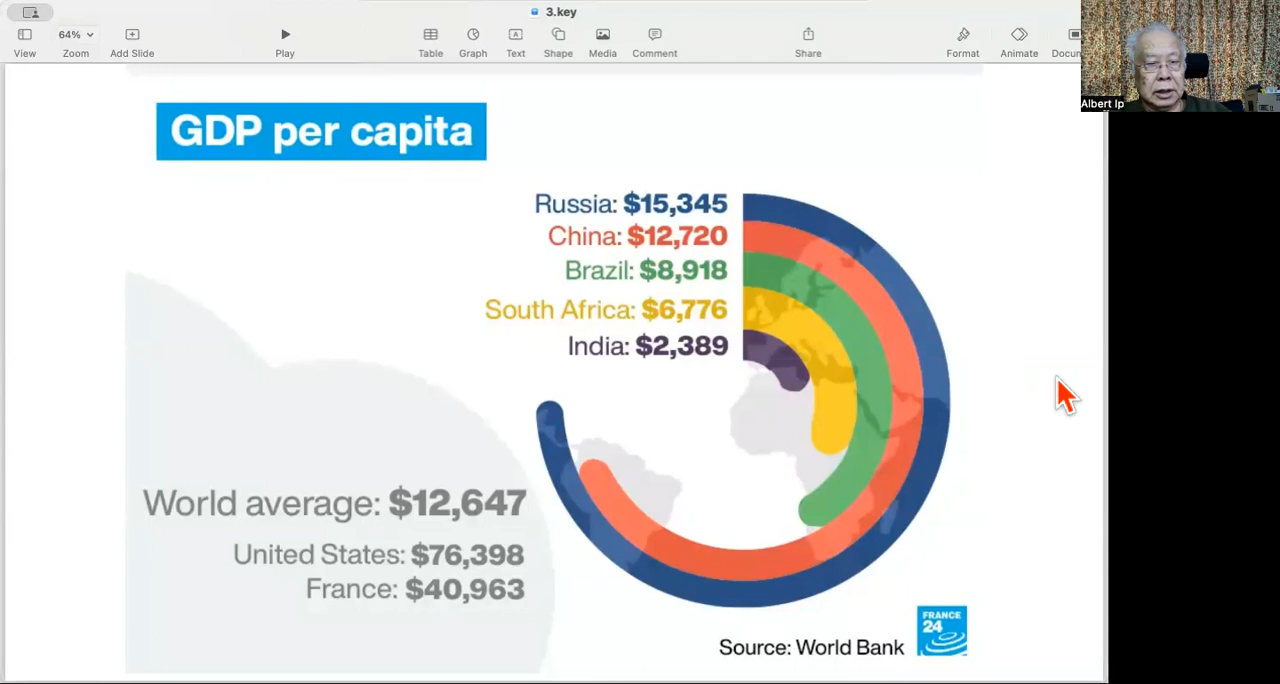 3.key
64%
View
Zoom
Add Slide
Play
Table
Graph
Text
Shape
Media
Comment
Share
Format
Animate
Docum
Albert Ip
GDP per capita
Russia: $15,345
China: $12,720
Brazil: $8,918
South Africa: $6,776
India: $2,389
World average: $12,647
United States: $76,398
France: $40,963
Source: World Bank
FRANCE
24